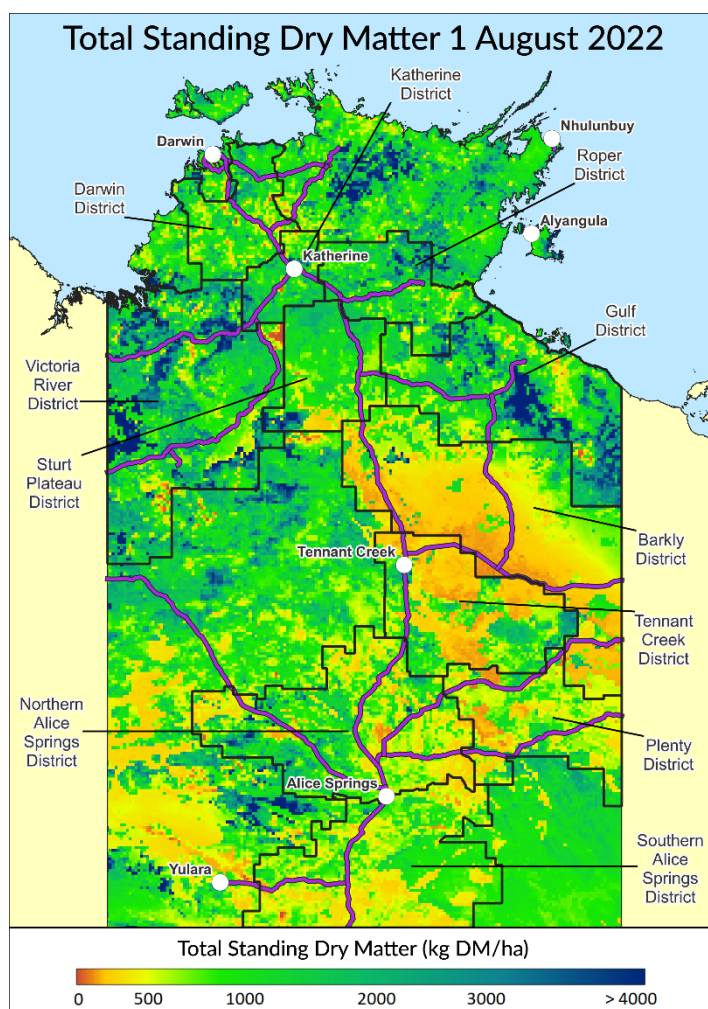 Total Standing Dry Matter 1 August 2022
Katherine
District
Darwin
Nhulunbuy
Roper
District
Darwin
District
Alyangula
Katherine
Gulf
District
Victoria
River
District
Sturt
Plateau
District
Barkly
District
Tennant Creek
Tennant
Creek
District
Northern
Alice
Springs
District
Plenty
District
Alice Springs
Southern
Alice
Springs
District
Yulara
Total Standing Dry Matter (kg DM/ha)
0 500 1000 2000 3000 > 4000